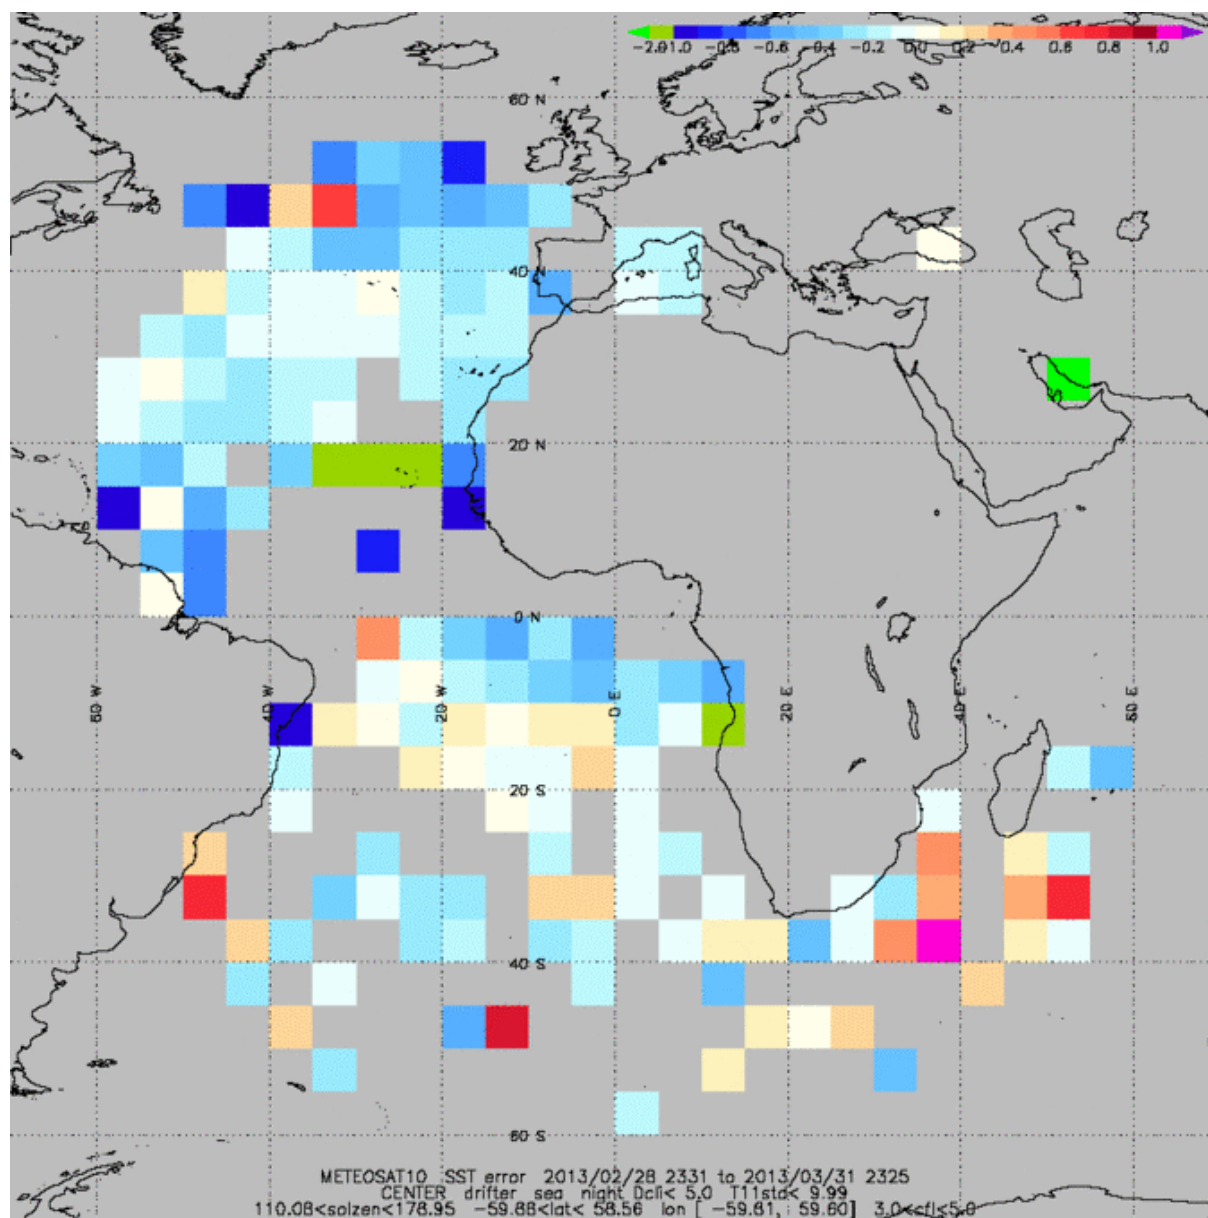 -2.0 -1.0 -0.8 -0.6 -0.4 -0.2 0.0 0.2 0.4 0.6 0.8 1.0
60 N
40 N
20 N
0 N
60 W 40 W 20 W 0 E 20 E 40 E 60 E
20 S
40 S
60 S
METEOSAT10 SST error 2013/02/28 2331 to 2013/03/31 2325
CENTER drifter sea night Dcli< 5.0 T11std< 9.99
110.08<solzen<178.95 -59.88<lat< 58.56 lon [ -59.81, 59.60] 3.0<cfl<5.0